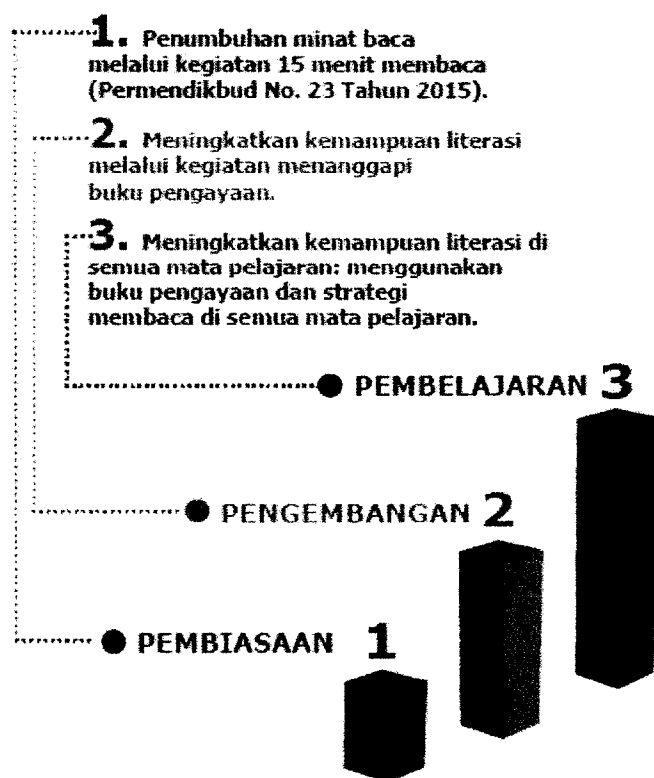 1. Penumbuhan minat baca
melalui kegiatan 15 menit membaca
(Permendikbud No. 23 Tahun 2015).
2. Meningkatkan kemampuan literasi
melalui kegiatan menanggapi
buku pengayaan.
3. Meningkatkan kemampuan literasi di
semua mata pelajaran: menggunakan
buku pengayaan dan strategi
membaca di semua mata pelajaran.
PEMBELAJARAN 3
PENGEMBANGAN 2
PEMBIASAAN 1